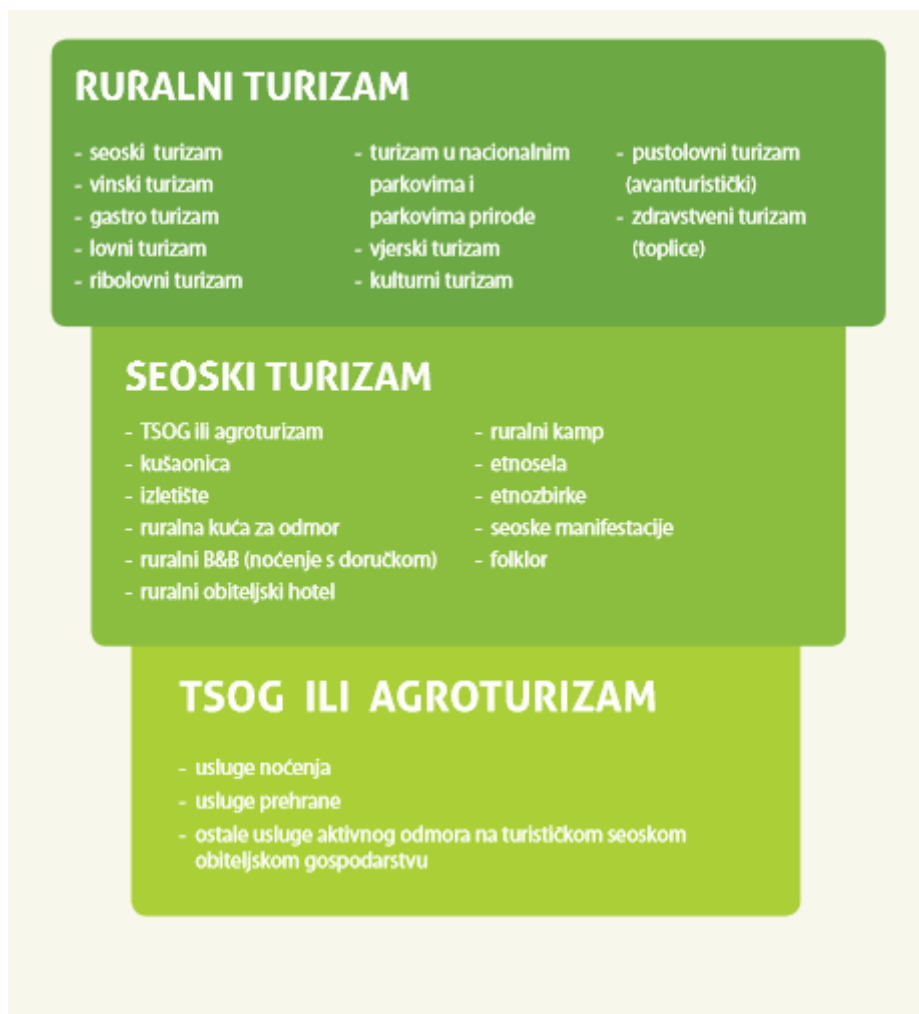 RURALNI TURIZAM
- seoski turizam
- vinski turizam
- gastro turizam
- lovni turizam
- ribolovni turizam
- turizam u nacionalnim
parkovima i
parkovima prirode
- vjerski turizam
- kulturni turizam
- pustolovni turizam
(avanturistički)
- zdravstveni turizam
(toplice)
SEOSKI TURIZAM
- TSOG ili agroturizam
- kušaonica
- izletište
- ruralna kuća za odmor
- ruralni B&B (noćenje s doručkom)
- ruralni obiteljski hotel
- ruralni kamp
- etnosela
- etnozbirke
- seoske manifestacije
- folklor
TSOG ILI AGROTURIZAM
- usluge noćenja
- usluge prehrane
- ostale usluge aktivnog odmora na turističkom seoskom
obiteljskom gospodarstvu